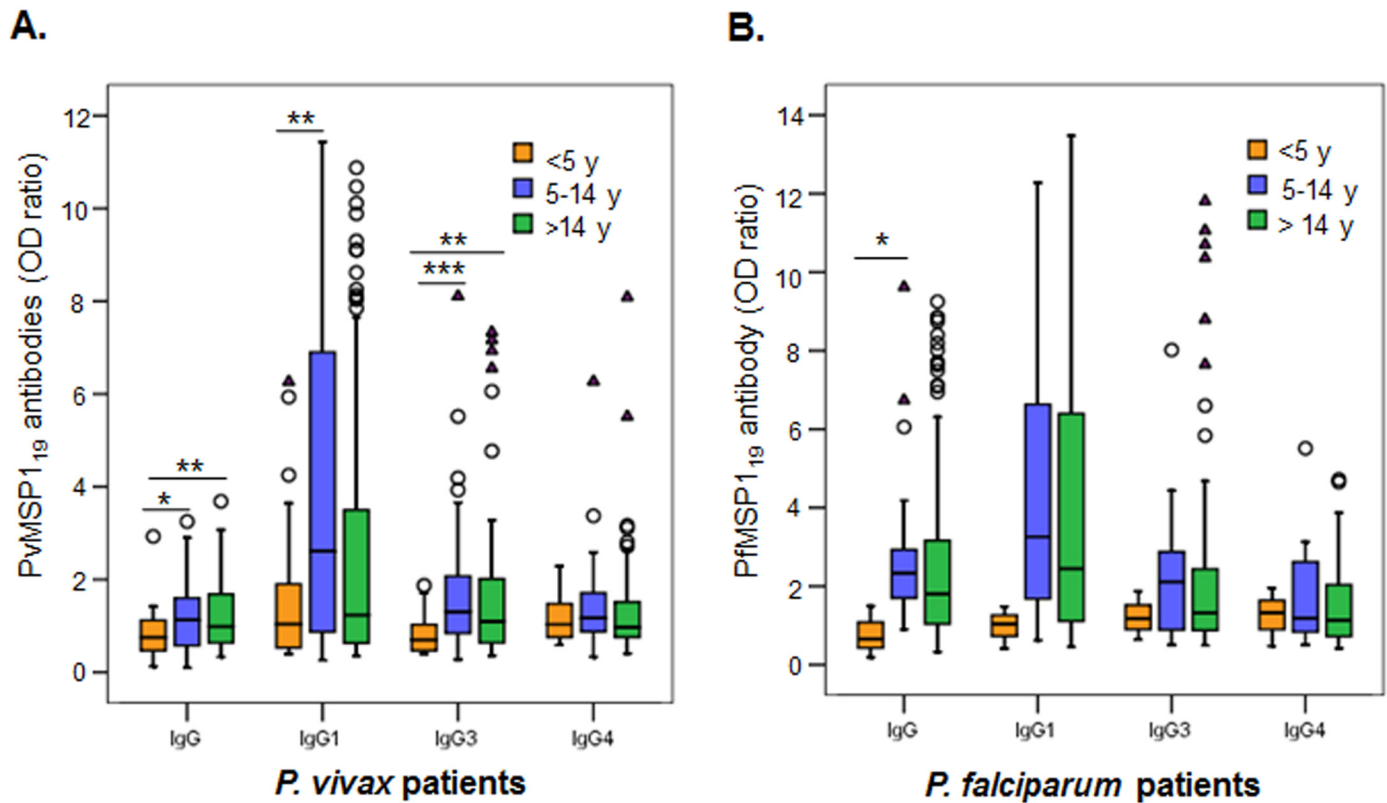 A.
PvMSP1₁₉ antibodies (OD ratio)
12
10
8
6
4
2
0
**
**
***
**
*
<5 y
5-14 y
>14 y
IgG IgG1 IgG3 IgG4
P. vivax patients
B.
PfMSP1₁₉ antibody (OD ratio)
14
12
10
8
6
4
2
0
*
<5 y
5-14 y
> 14 y
IgG IgG1 IgG3 IgG4
P. falciparum patients